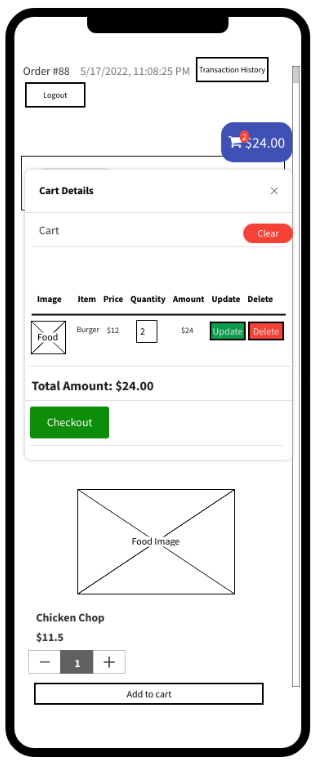 Order #88 5/17/2022, 11:08:25 PM Transaction History
Logout
2 $24.00
Cart Details ×
Cart Clear
Image Item Price Quantity Amount Update Delete
Food Burger $12 2 $24 Update Delete
Total Amount: $24.00
Checkout
Food Image
Chicken Chop
$11.5
— 1 +
Add to cart